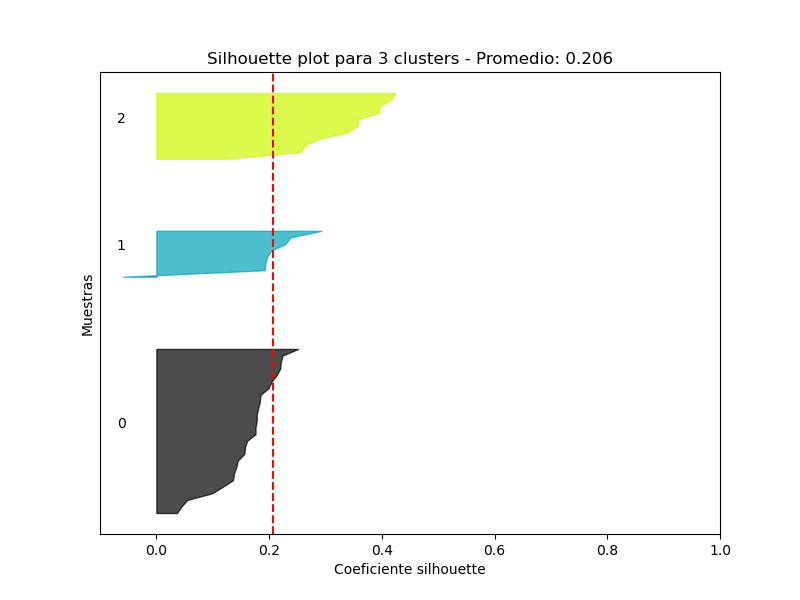 Silhouette plot para 3 clusters - Promedio: 0.206
2
1
0
Muestras
0.0 0.2 0.4 0.6 0.8 1.0
Coeficiente silhouette